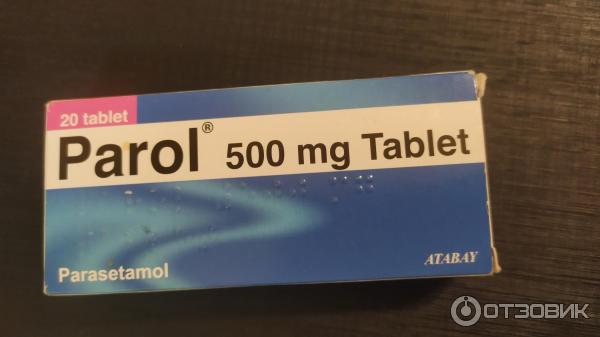 20 tablet
Parol® 500 mg Tablet
Parasetamol
ATABAY
ОТЗОВИК